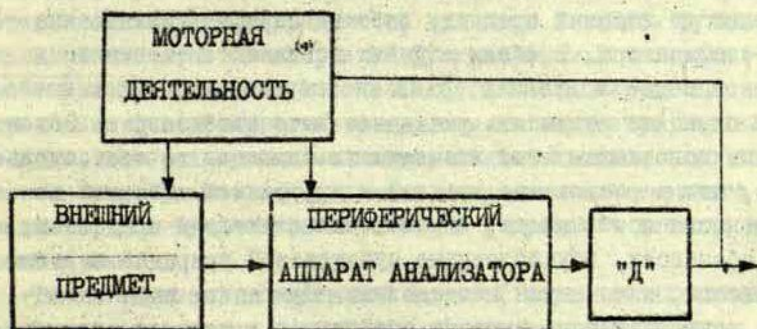 МОТОРНАЯ
ДЕЯТЕЛЬНОСТЬ
ВНЕШНИЙ
ПРЕДМЕТ
ПЕРИФЕРИЧЕСКИЙ
АППАРАТ АНАЛИЗАТОРА
"Д"